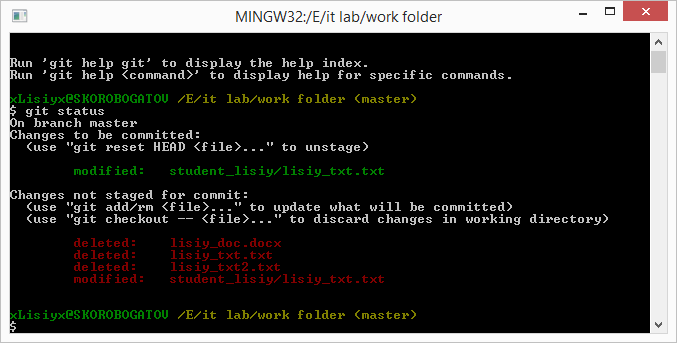 MINGW32:/E/it lab/work folder
Run 'git help git' to display the help index.
Run 'git help <command>' to display help for specific commands.
xLisiyx@SKOROBOGATOV /E/it lab/work folder (master)
$ git status
On branch master
Changes to be committed:
  (use "git reset HEAD <file>..." to unstage)
        modified:   student_lisiy/lisiy_txt.txt
Changes not staged for commit:
  (use "git add/rm <file>..." to update what will be committed)
  (use "git checkout -- <file>..." to discard changes in working directory)
        deleted:    lisiy_doc.docx
        deleted:    lisiy_txt.txt
        deleted:    lisiy_txt2.txt
        modified:   student_lisiy/lisiy_txt.txt
xLisiyx@SKOROBOGATOV /E/it lab/work folder (master)
$